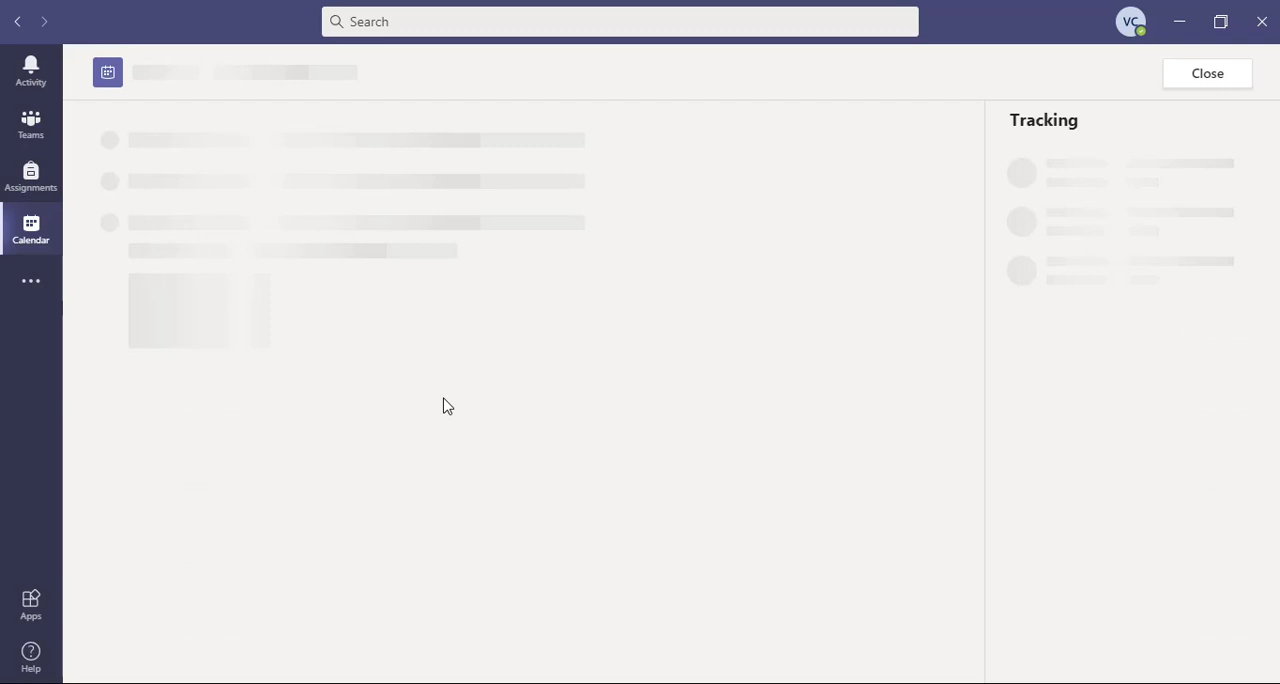 Search
VC
Activity
Close
Tracking
Teams
Assignments
Calendar
Apps
Help